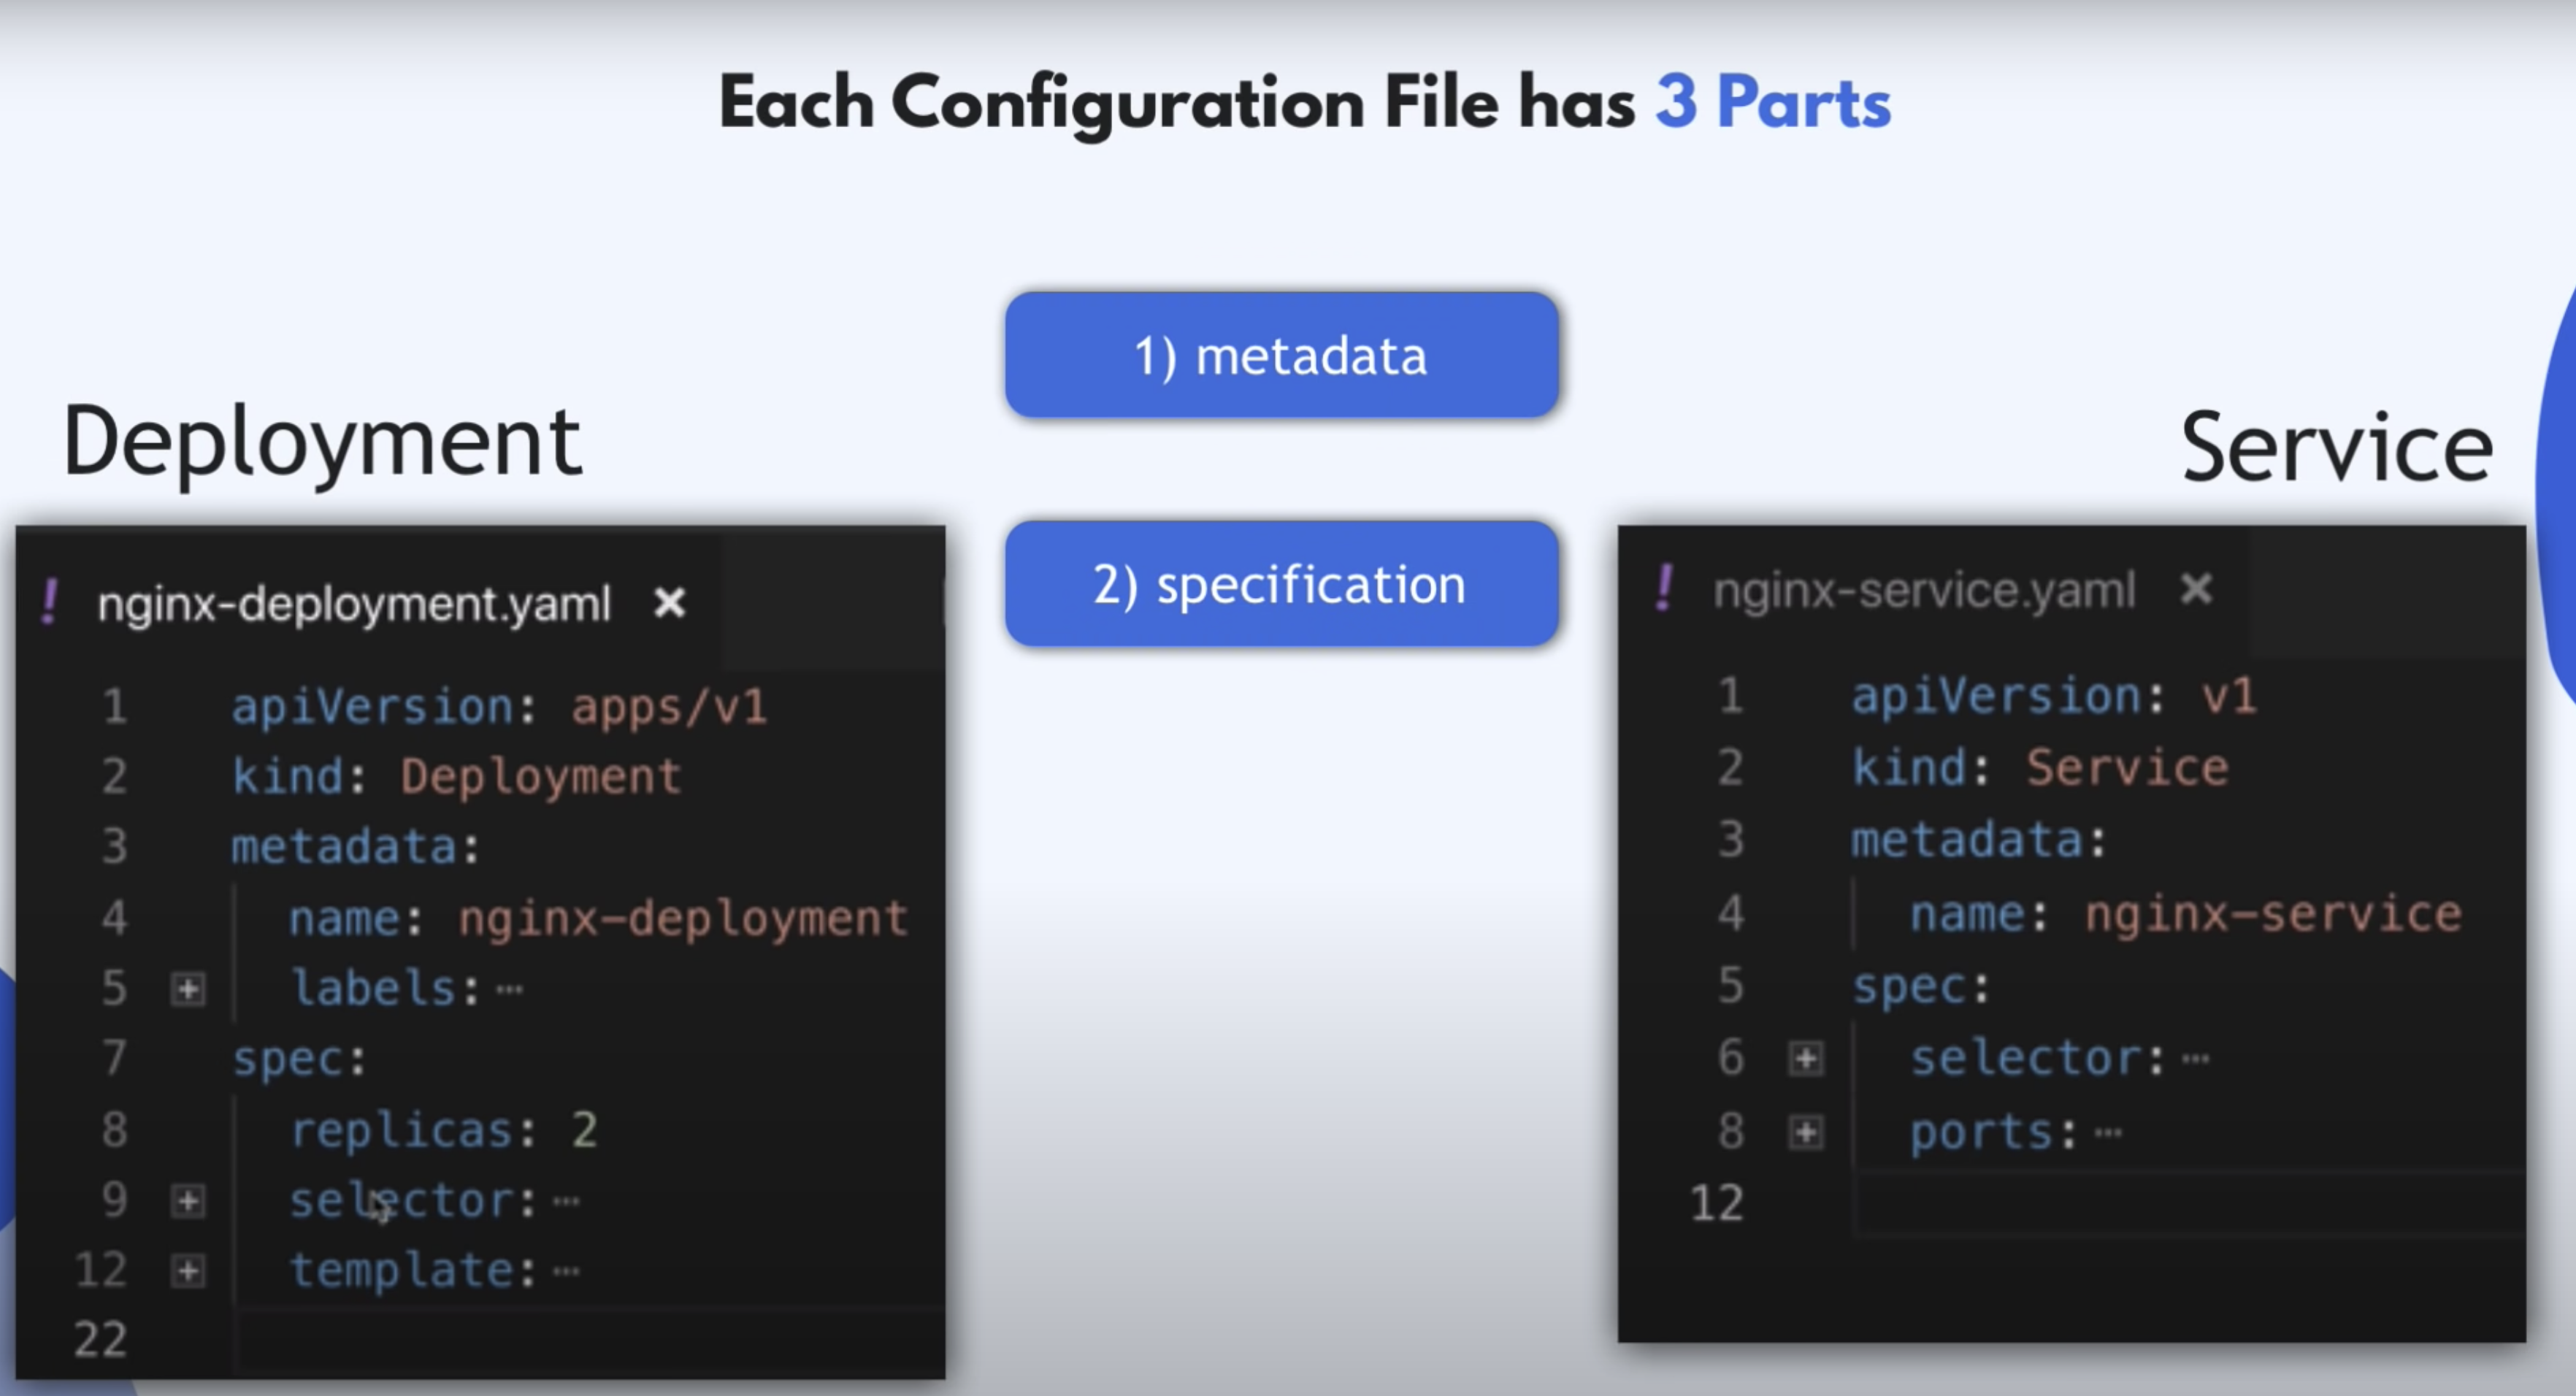 Each Configuration File has 3 Parts
1) metadata
2) specification
Deployment
! nginx-deployment.yaml ×
1 apiVersion: apps/v1
2 kind: Deployment
3 metadata:
4 name: nginx-deployment
5 labels:…
7 spec:
8 replicas: 2
9 selector:…
12 template:…
22
Service
! nginx-service.yaml ×
1 apiVersion: v1
2 kind: Service
3 metadata:
4 name: nginx-service
5 spec:
6 selector:…
8 ports:…
12